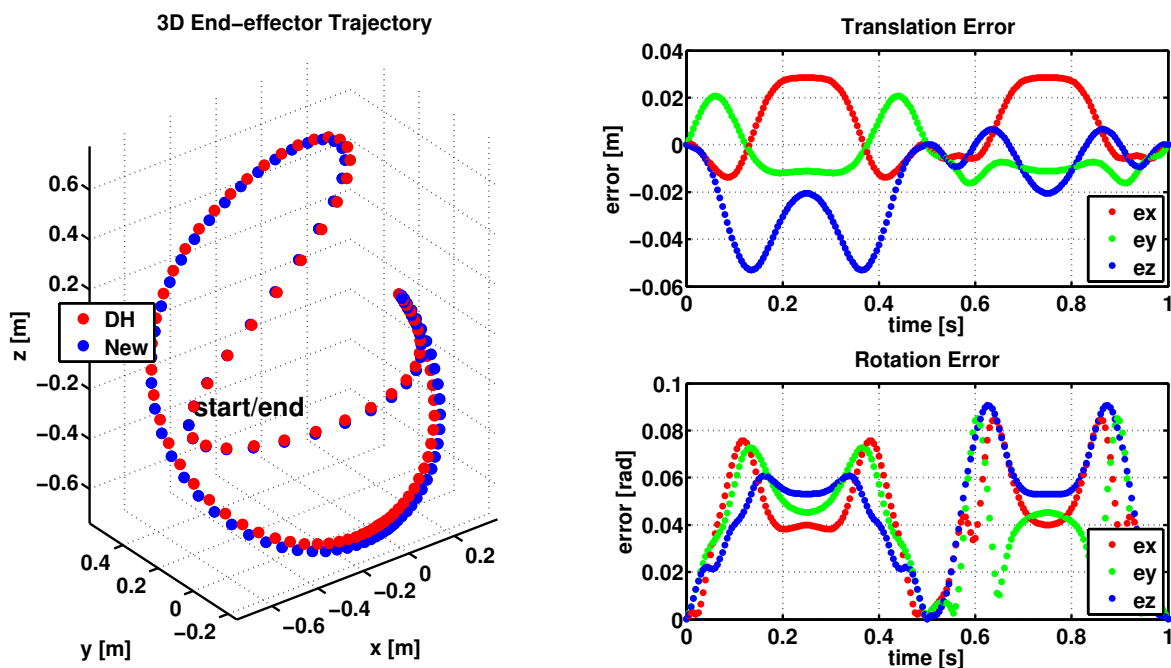 3D End−effector Trajectory
0.6
0.4
0.2
−0.2
−0.4
−0.6
z [m]
DH
New
start/end
0.4
0.2
0
−0.2
y [m]
−0.6
−0.4
−0.2
0
0.2
x [m]
Translation Error
0.04
0.02
0
−0.02
−0.04
−0.06
error [m]
ex
ey
ez
0 0.2 0.4 0.6 0.8 1
time [s]
Rotation Error
0.1
0.08
0.06
0.04
0.02
0
error [rad]
ex
ey
ez
0 0.2 0.4 0.6 0.8 1
time [s]